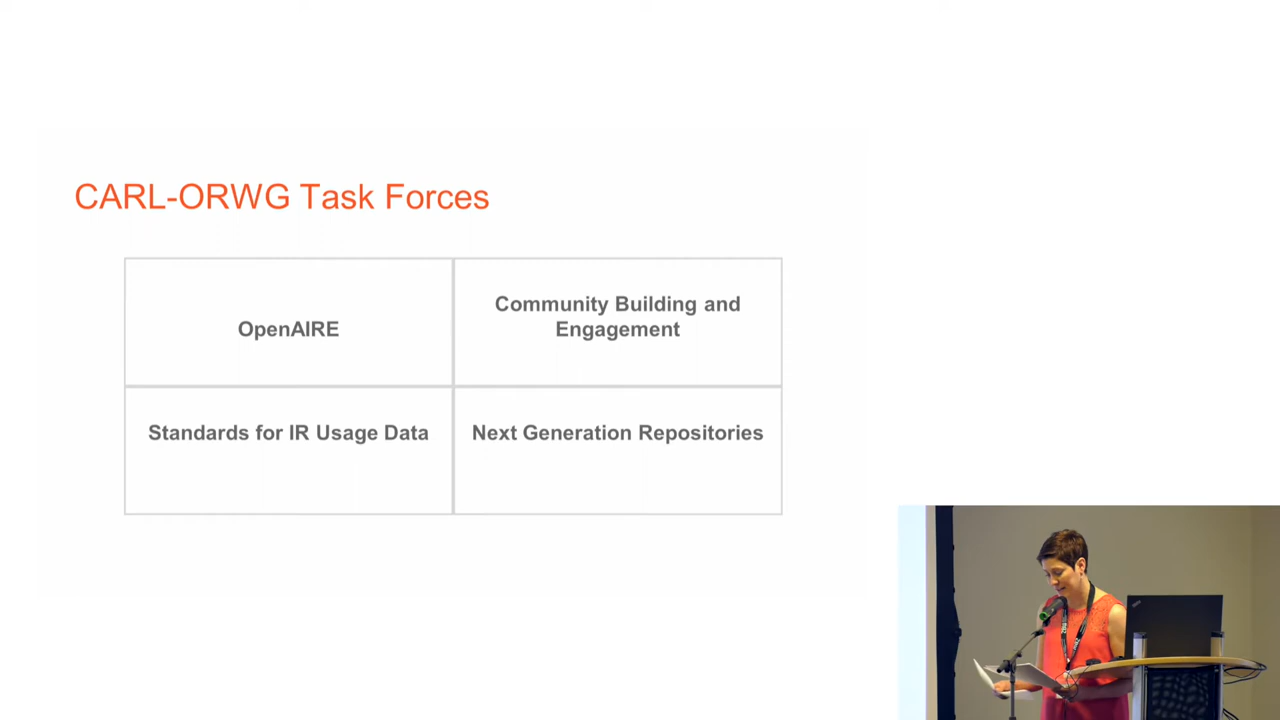 CARL-ORWG Task Forces
OpenAIRE
Community Building and
Engagement
Standards for IR Usage Data
Next Generation Repositories